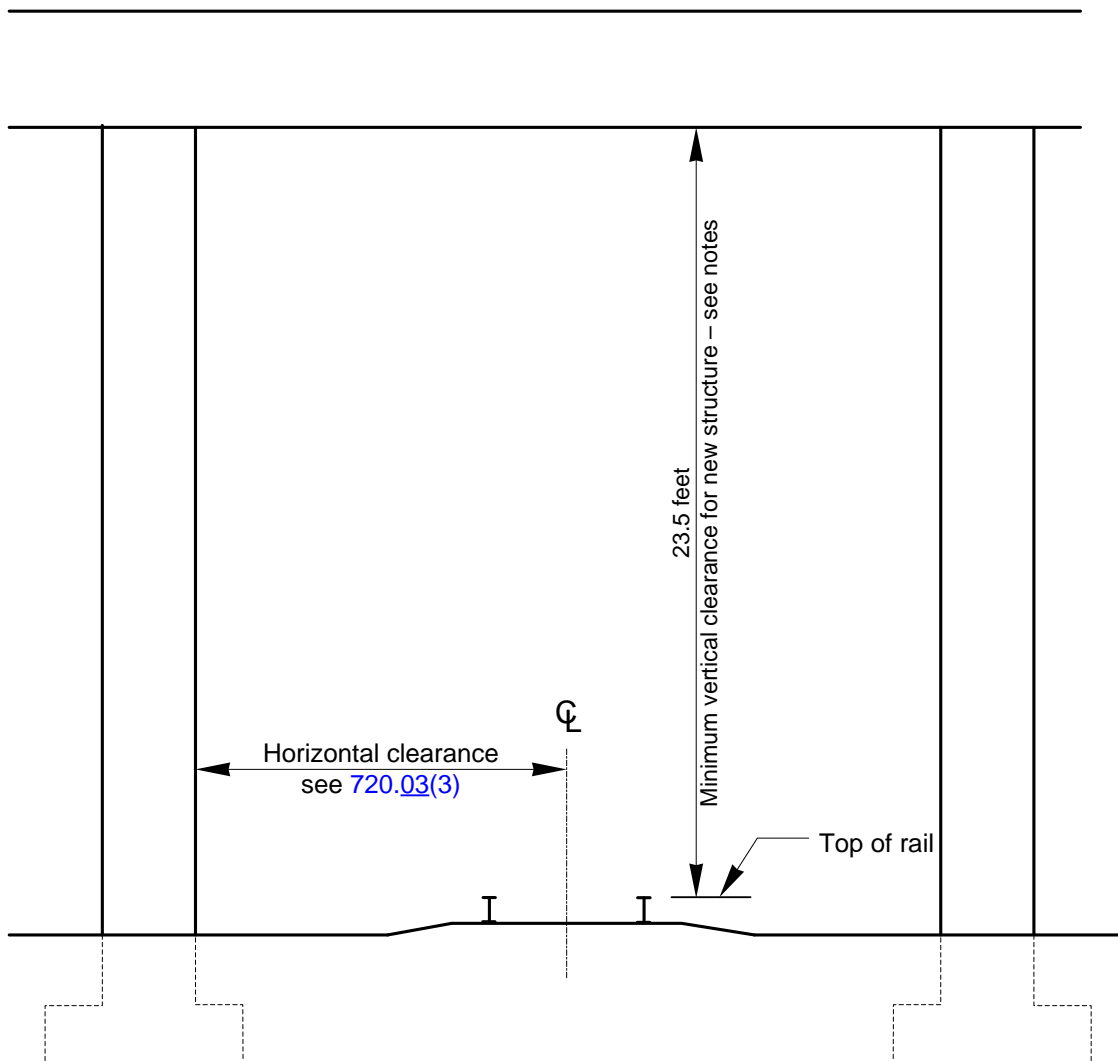 23.5 feet
Minimum vertical clearance for new structure – see notes
℄
Horizontal clearance
see 720.03(3)
Top of rail